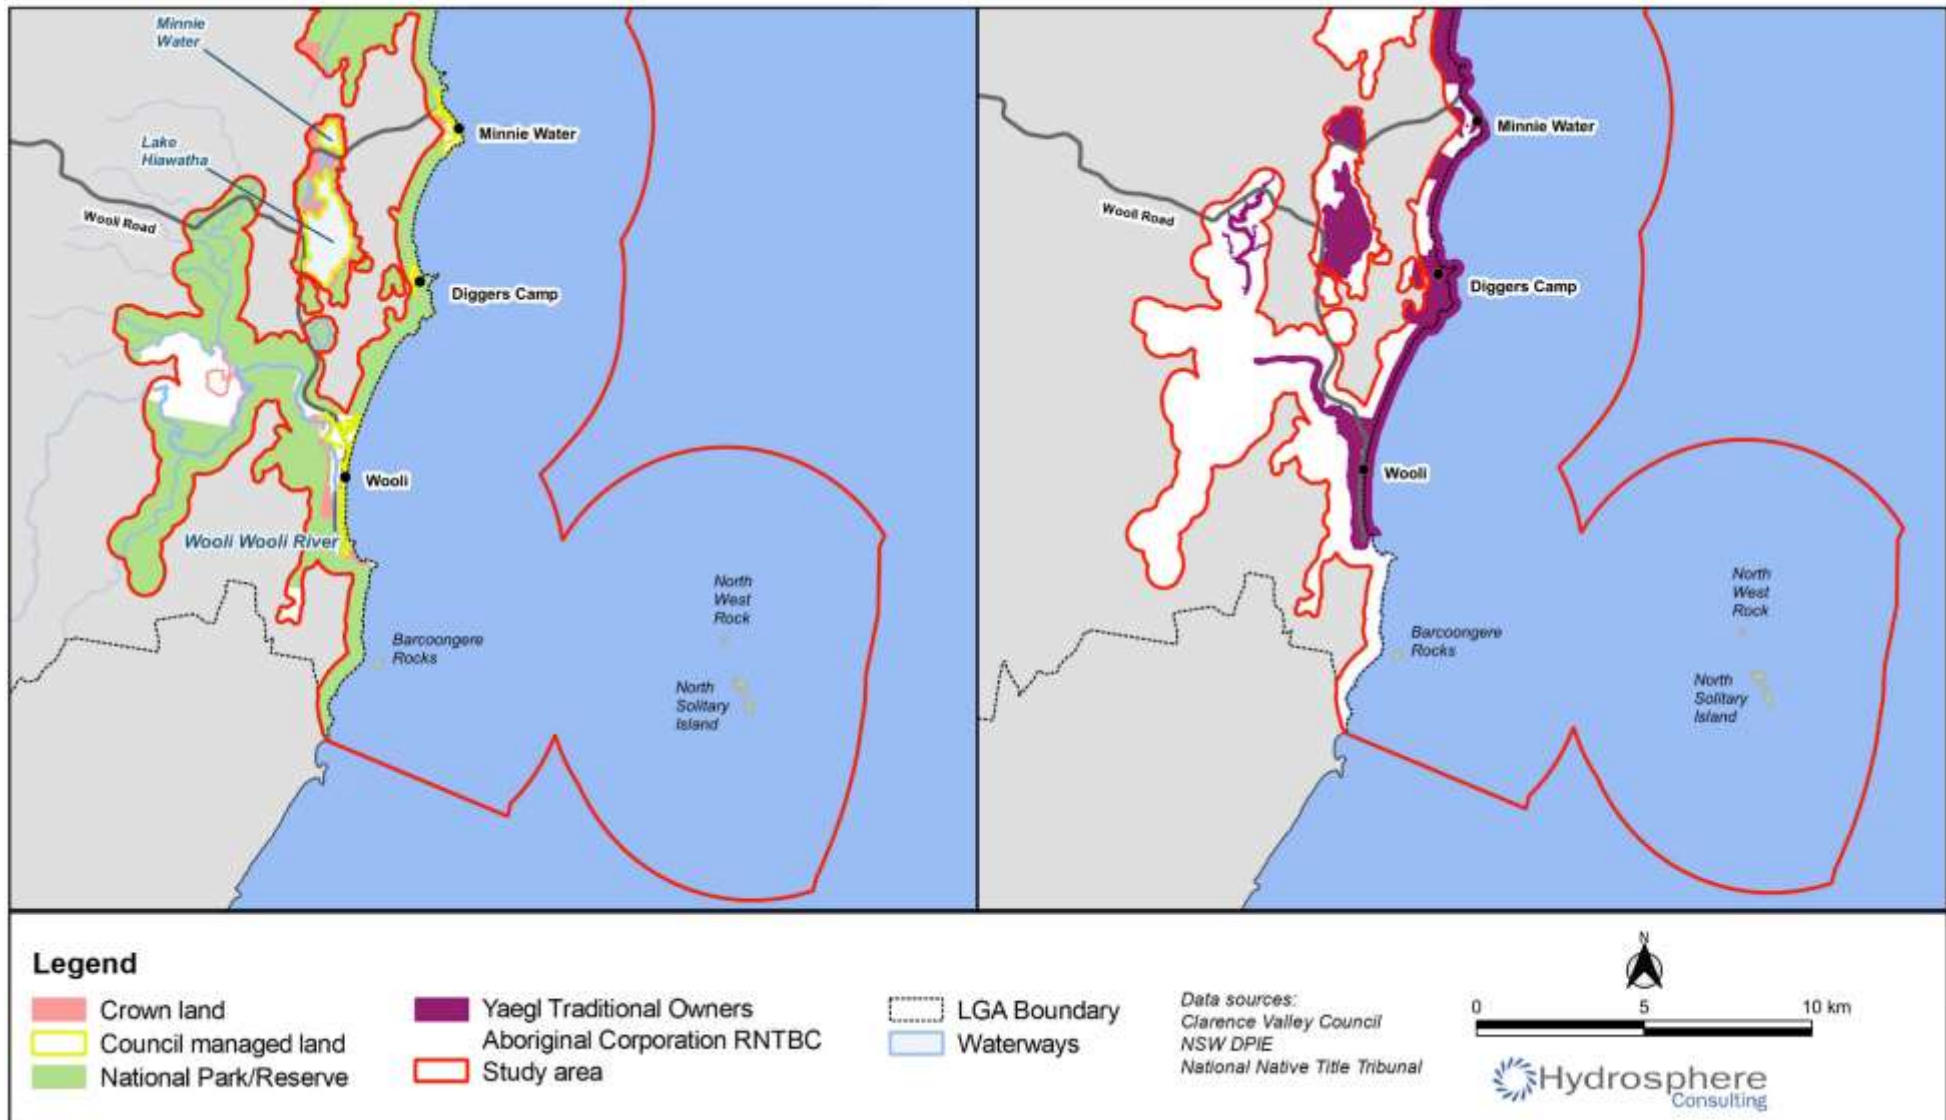 Minnie
Water
Lake
Hiawatha
Minnie Water
Wooli Road
Diggers Camp
Wooli
Wooli Wooli River
North
West
Rock
Barcoongere
Rocks
North
Solitary
Island
Minnie Water
Wooli Road
Diggers Camp
Wooli
North
West
Rock
Barcoongere
Rocks
North
Solitary
Island
Legend
Crown land
Council managed land
National Park/Reserve
Yaegl Traditional Owners
Aboriginal Corporation RNTBC
Study area
LGA Boundary
Waterways
Data sources:
Clarence Valley Council
NSW DPIE
National Native Title Tribunal
N
0 5 10 km
Hydrosphere
Consulting